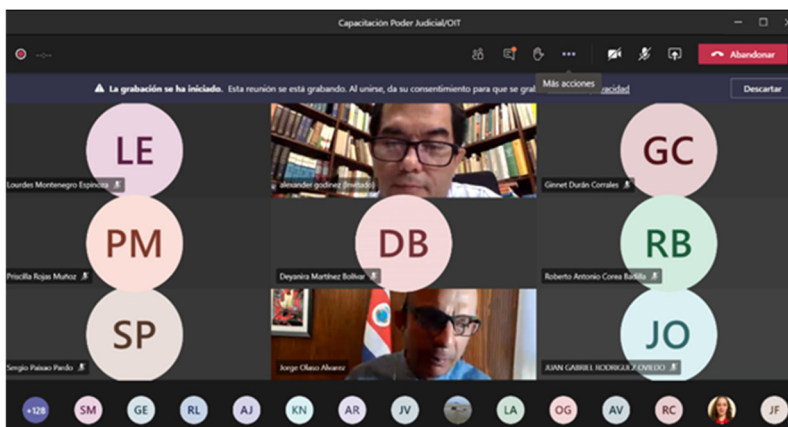 Capacitación Poder Judicial/OIT
--:--
Abandonar
La grabación se ha iniciado. Esta reunión se está grabando. Al unirse, da su consentimiento para que se gra
Más acciones
vacidad
Descartar
LE
GC
Lourdes Montenegro Espinoza
alexander godinez (Invitado)
Ginnet Durán Corrales
PM
DB
RB
Priscilla Rojas Muñoz
Deyanira Martínez Bolívar
Roberto Antonio Corea Badilla
SP
JO
Sergio Paixao Pardo
Jorge Olaso Alvarez
JUAN GABRIEL RODRIGUEZ OVIEDO
+128
SM
GE
RL
AJ
KN
AR
JV
LA
OG
AV
RC
JF